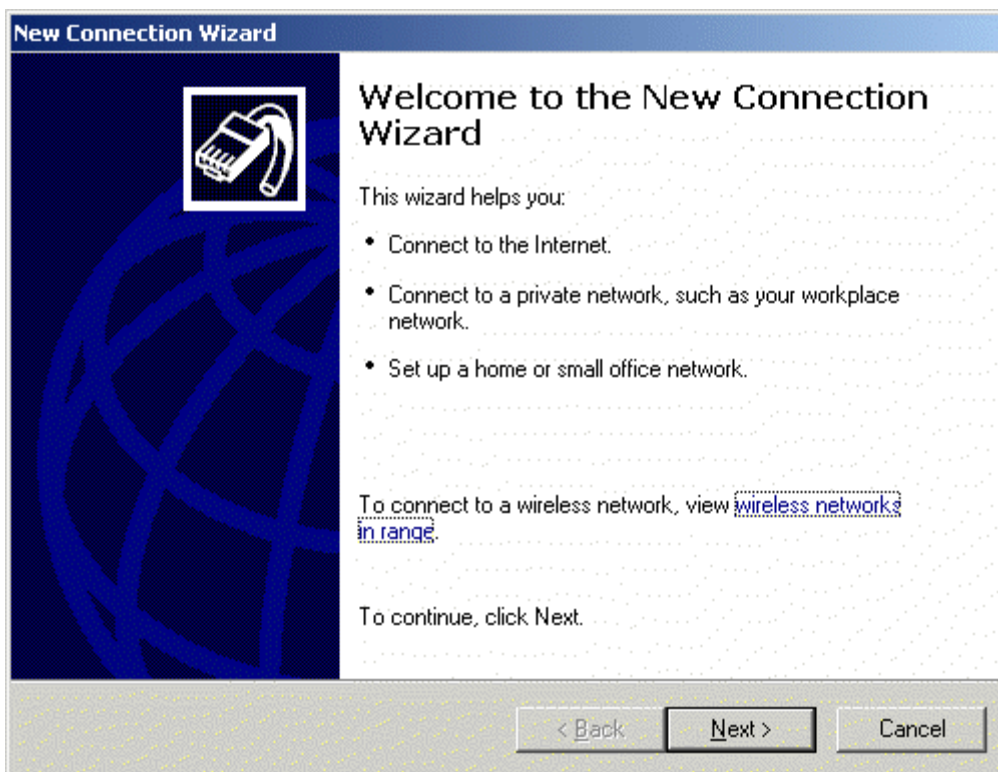 New Connection Wizard
Welcome to the New Connection
Wizard
This wizard helps you:
• Connect to the Internet.
• Connect to a private network, such as your workplace
network.
• Set up a home or small office network.
To connect to a wireless network, view wireless networks
in range.
To continue, click Next.
< Back Next > Cancel